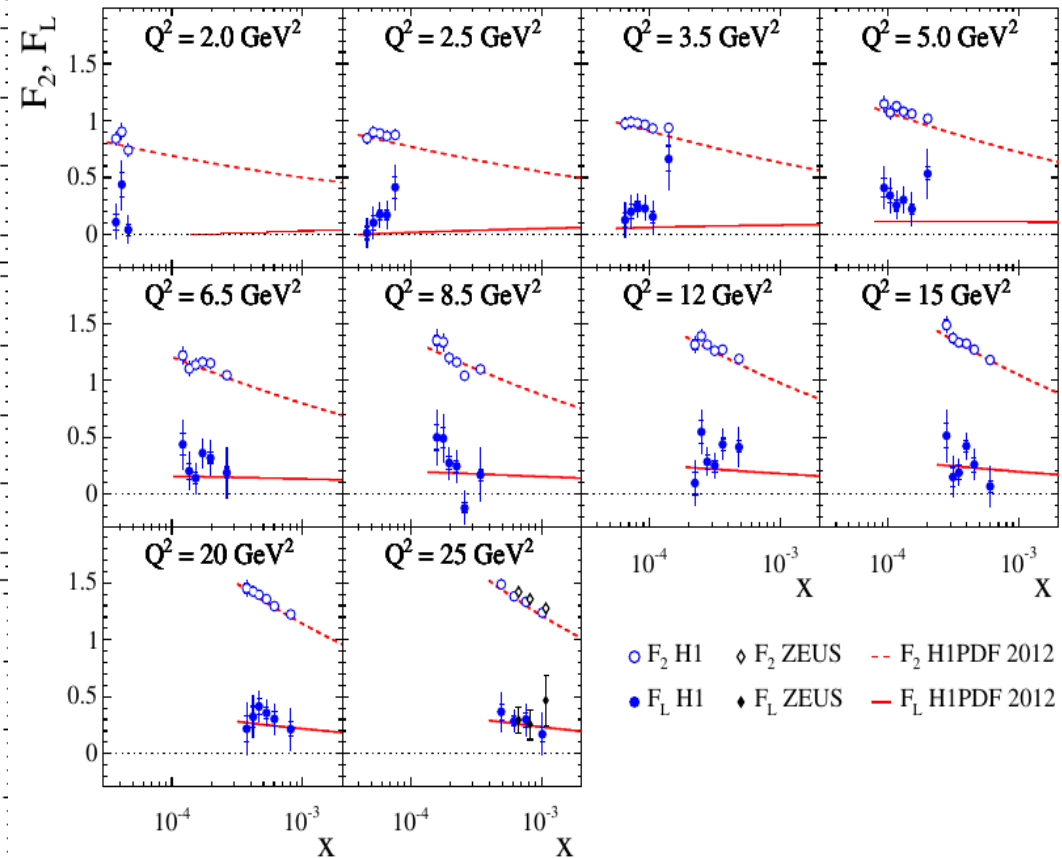 F₂, F_L
Q² = 2.0 GeV²
Q² = 2.5 GeV²
Q² = 3.5 GeV²
Q² = 5.0 GeV²
1.5
1
0.5
0
Q² = 6.5 GeV²
Q² = 8.5 GeV²
Q² = 12 GeV²
Q² = 15 GeV²
1.5
1
0.5
0
10⁻⁴ 10⁻³
X
10⁻⁴ 10⁻³
X
Q² = 20 GeV²
Q² = 25 GeV²
1.5
1
0.5
0
10⁻⁴ 10⁻³
X
10⁻⁴ 10⁻³
X
F₂ H1 F₂ ZEUS F₂ H1PDF 2012
F_L H1 F_L ZEUS F_L H1PDF 2012